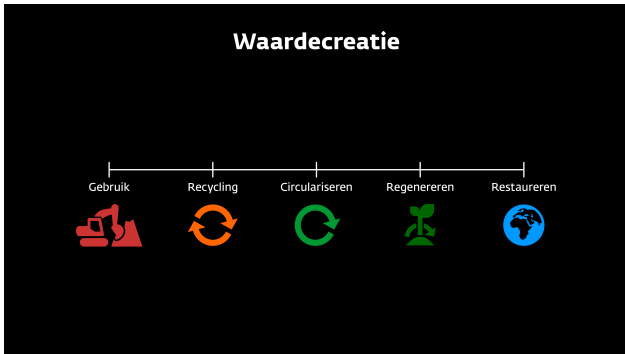 Waardecreatie
Gebruik
Recycling
Circulariseren
Regenereren
Restaureren